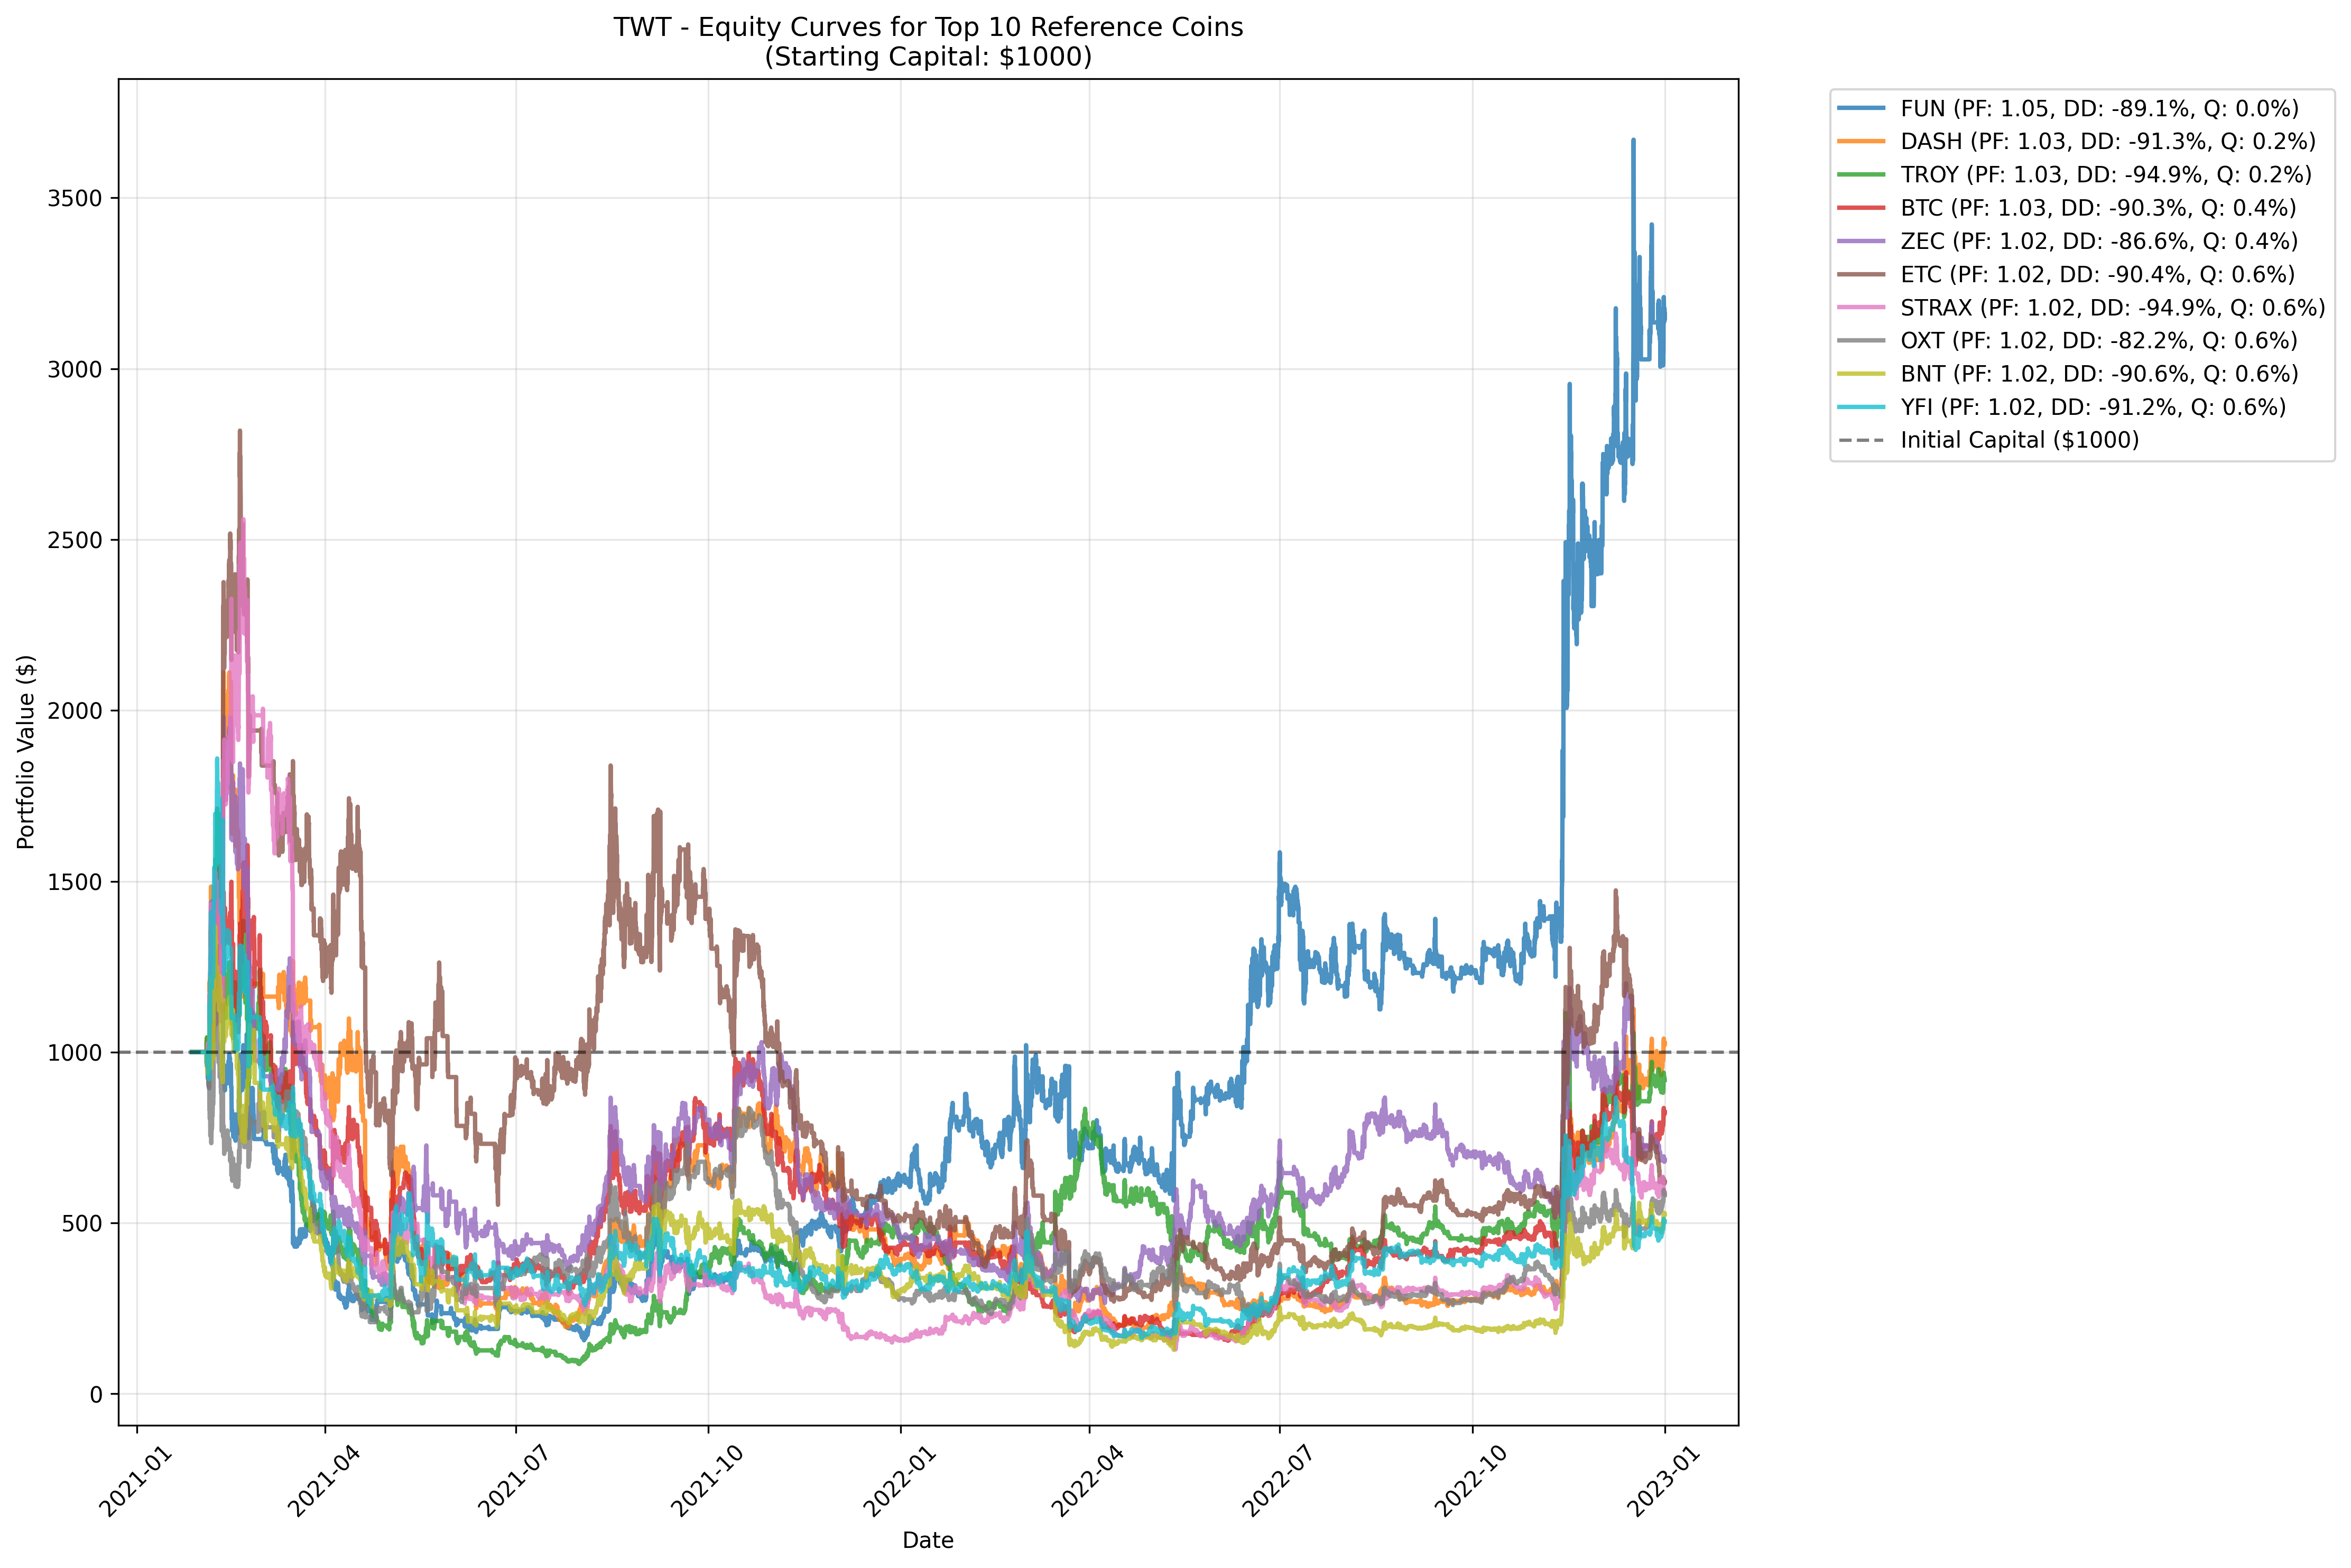 TWT - Equity Curves for Top 10 Reference Coins
(Starting Capital: $1000)
FUN (PF: 1.05, DD: -89.1%, Q: 0.0%)
DASH (PF: 1.03, DD: -91.3%, Q: 0.2%)
TROY (PF: 1.03, DD: -94.9%, Q: 0.2%)
BTC (PF: 1.03, DD: -90.3%, Q: 0.4%)
ZEC (PF: 1.02, DD: -86.6%, Q: 0.4%)
ETC (PF: 1.02, DD: -90.4%, Q: 0.6%)
STRAX (PF: 1.02, DD: -94.9%, Q: 0.6%)
OXT (PF: 1.02, DD: -82.2%, Q: 0.6%)
BNT (PF: 1.02, DD: -90.6%, Q: 0.6%)
YFI (PF: 1.02, DD: -91.2%, Q: 0.6%)
Initial Capital ($1000)
Portfolio Value ($)
3500
3000
2500
2000
1500
1000
500
0
2021-01
2021-04
2021-07
2021-10
2022-01
2022-04
2022-07
2022-10
2023-01
Date